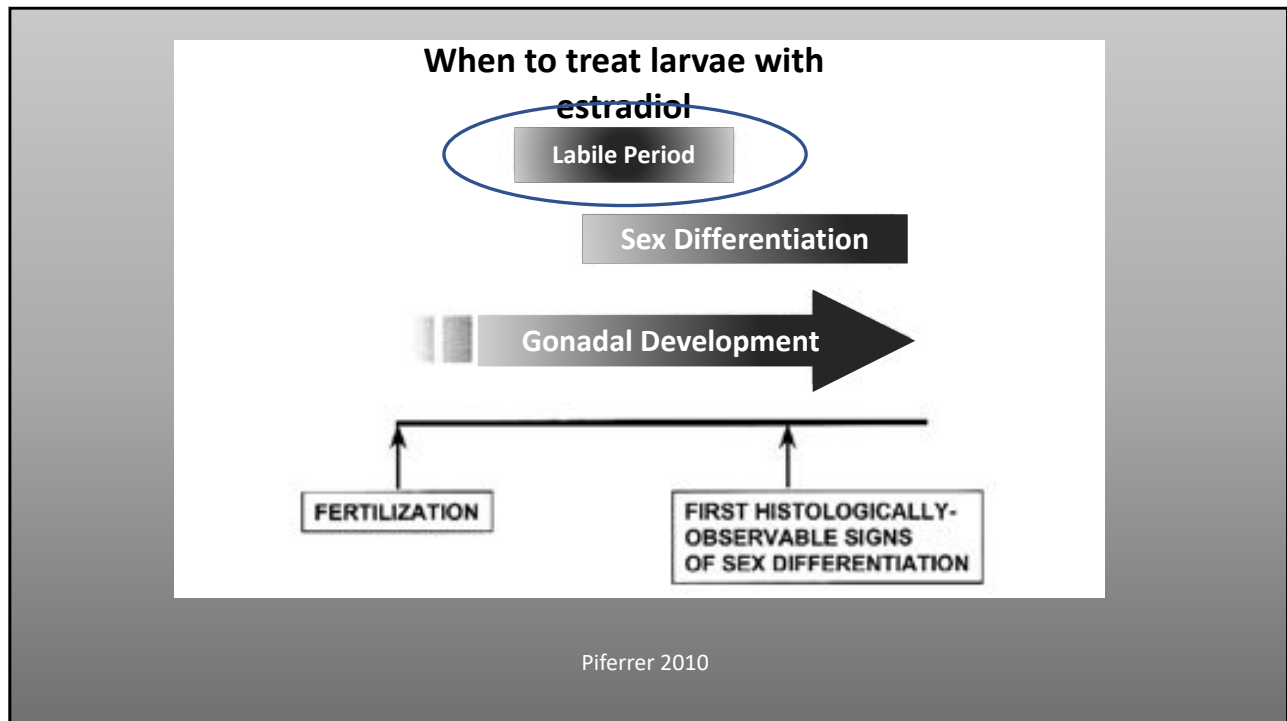 When to treat larvae with
estradiol
Labile Period
Sex Differentiation
Gonadal Development
FERTILIZATION
FIRST HISTOLOGICALLY-
OBSERVABLE SIGNS
OF SEX DIFFERENTIATION
Piferrer 2010